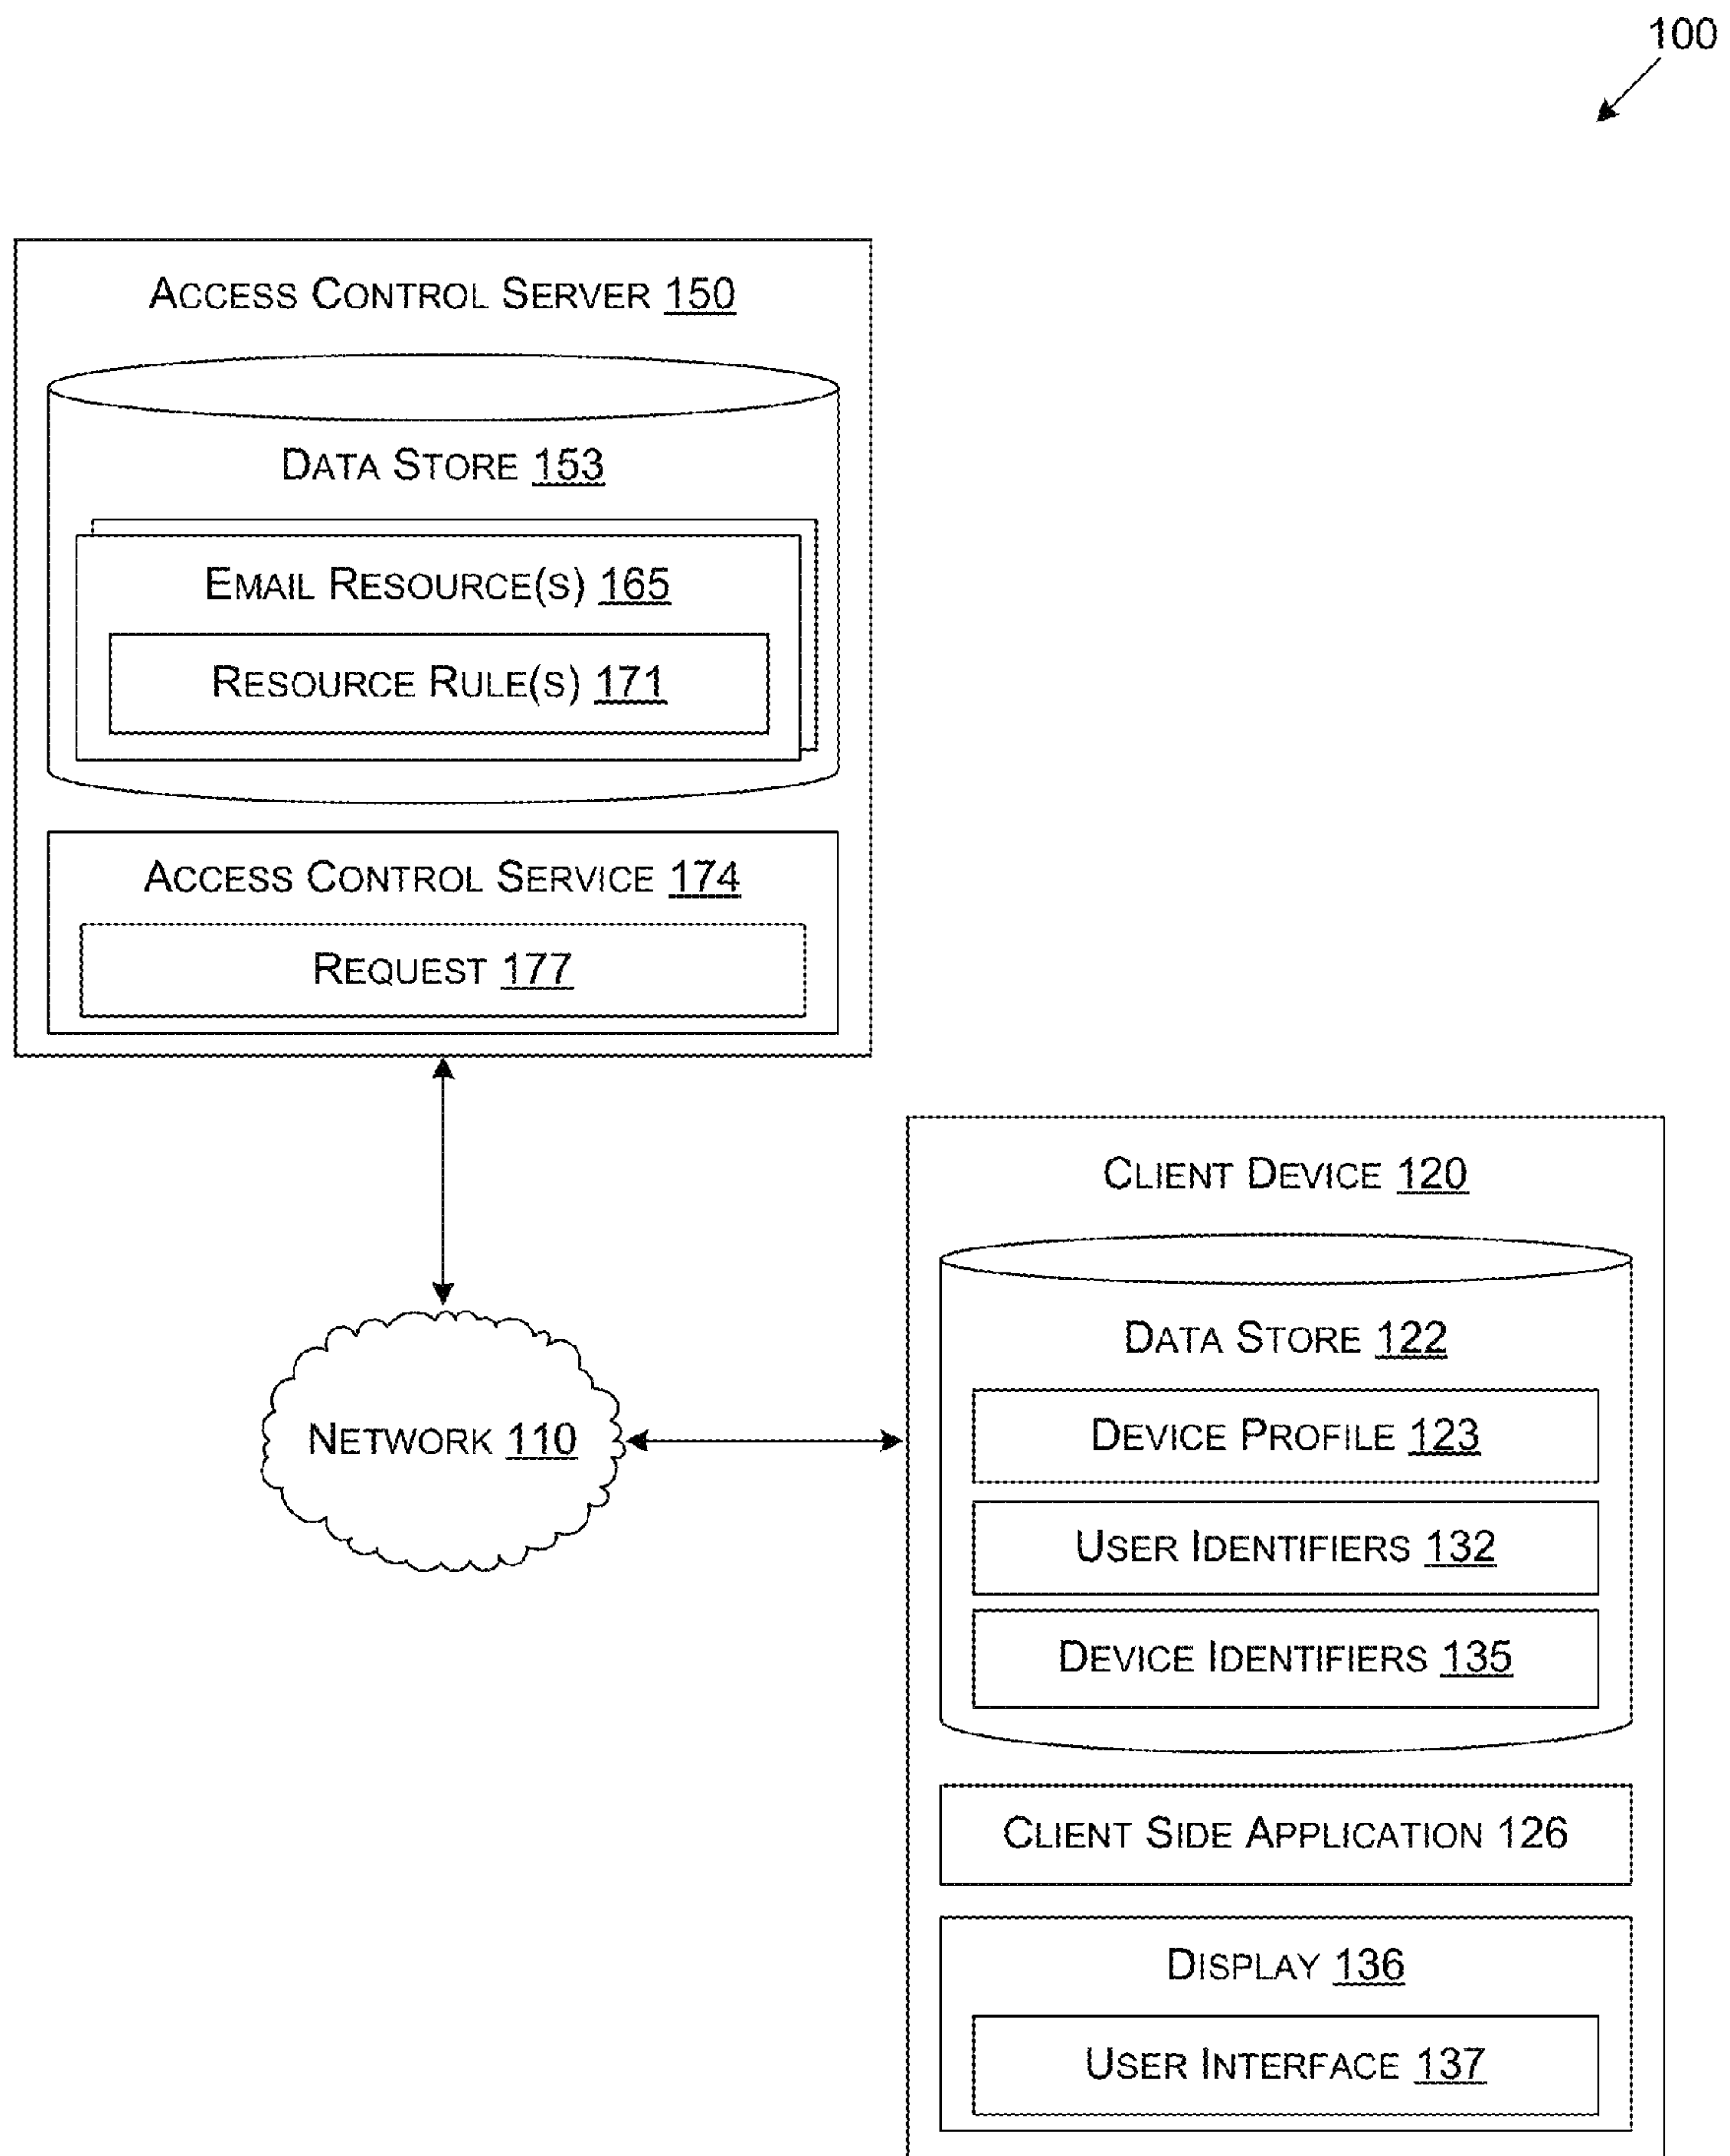 100
ACCESS CONTROL SERVER 150
DATA STORE 153
EMAIL RESOURCE(S) 165
RESOURCE RULE(S) 171
ACCESS CONTROL SERVICE 174
REQUEST 177
NETWORK 110
CLIENT DEVICE 120
DATA STORE 122
DEVICE PROFILE 123
USER IDENTIFIERS 132
DEVICE IDENTIFIERS 135
CLIENT SIDE APPLICATION 126
DISPLAY 136
USER INTERFACE 137